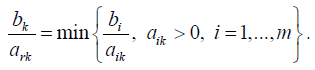 b_k / a_rk = min { b_i / a_ik , a_ik > 0, i = 1,...,m } .